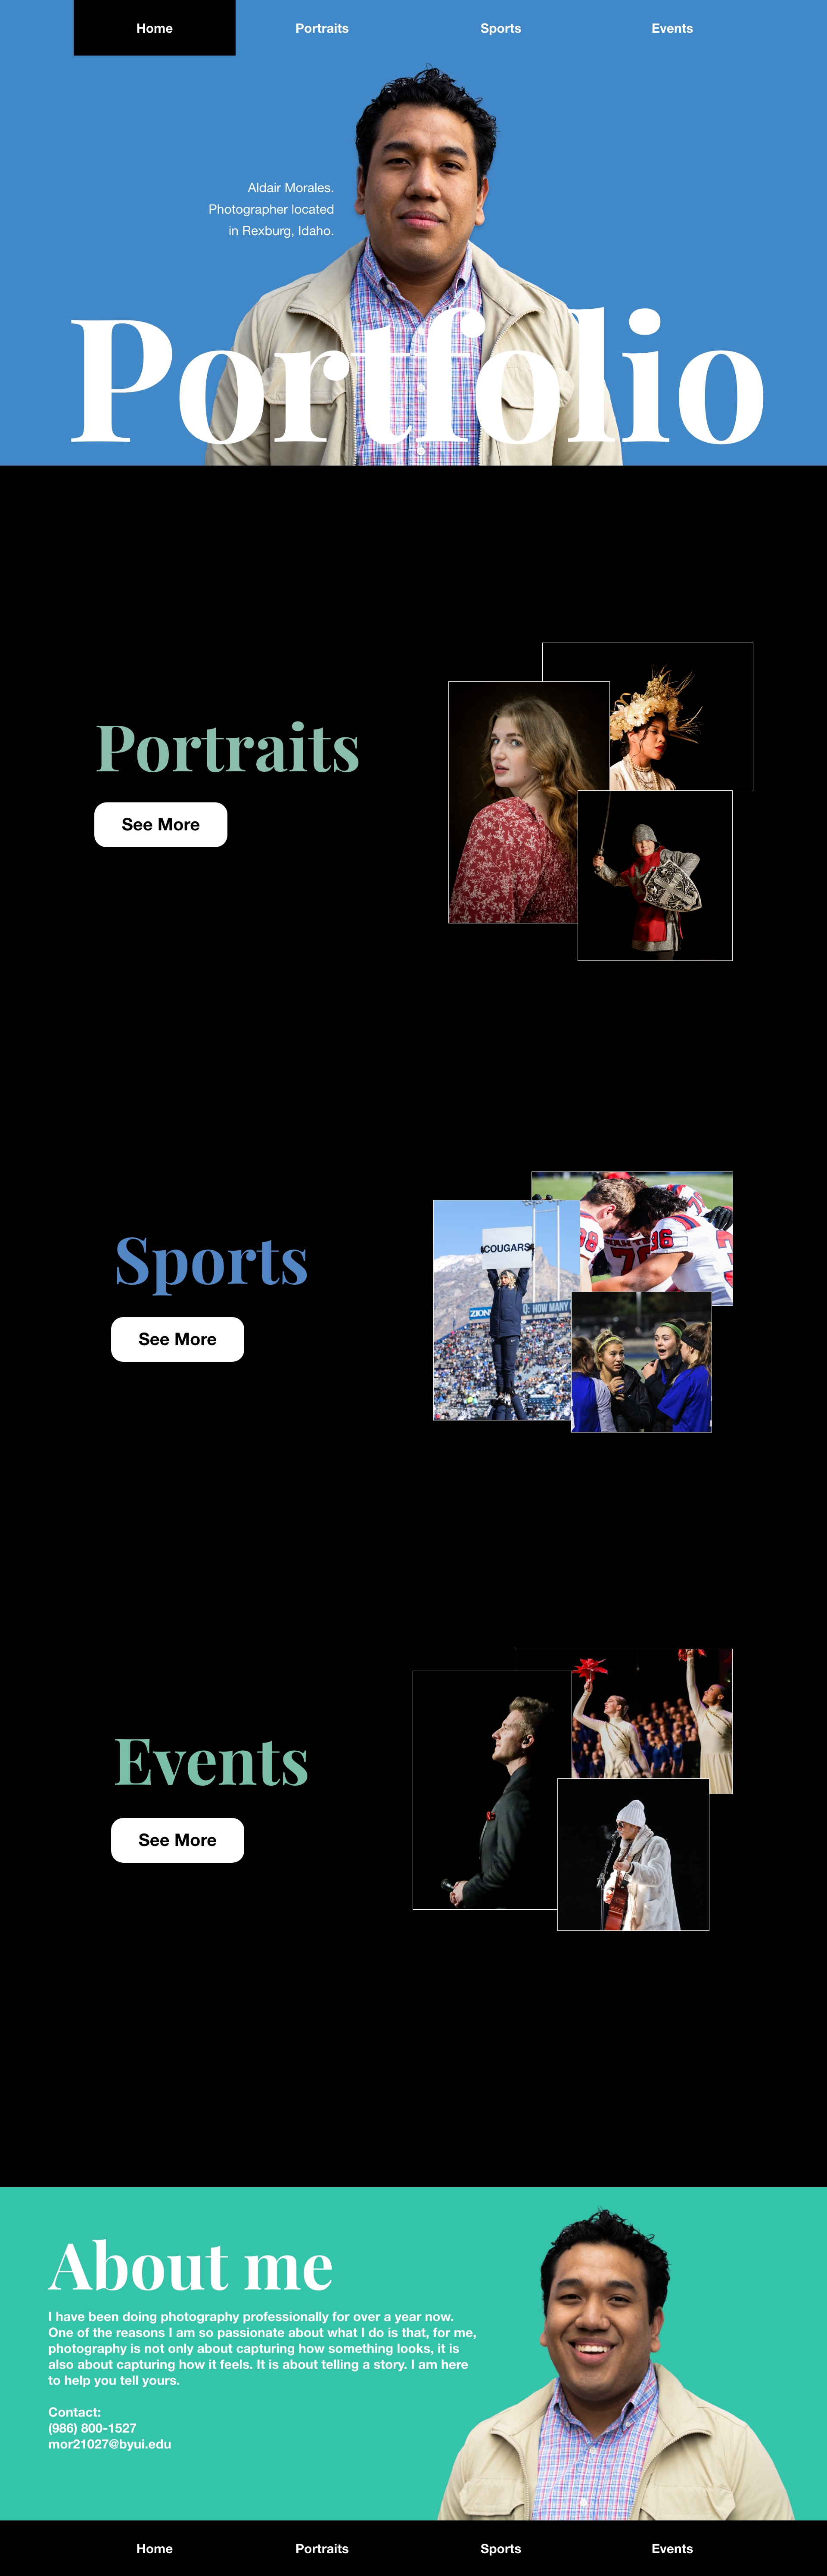 Home Portraits Sports Events
Aldair Morales.
Photographer located
in Rexburg, Idaho.
Portfolio
Portraits
See More
Sports
See More
COUGARS
ZION
: HOW MANY
98
76
96
Events
See More
About me
I have been doing photography professionally for over a year now.
One of the reasons I am so passionate about what I do is that, for me,
photography is not only about capturing how something looks, it is
also about capturing how it feels. It is about telling a story. I am here
to help you tell yours.
Contact:
(986) 800-1527
mor21027@byui.edu
Home Portraits Sports Events